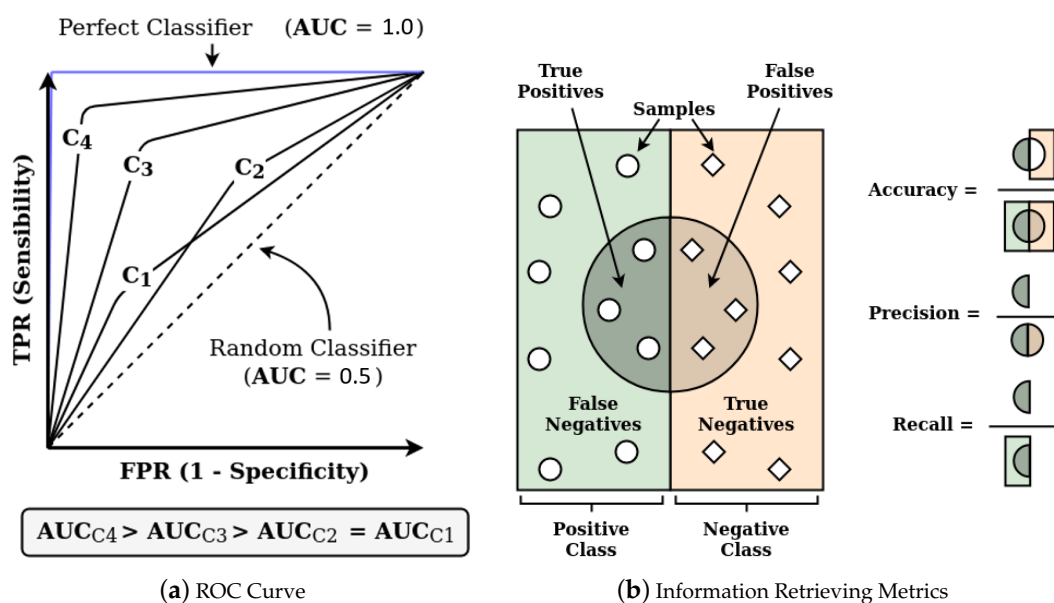 Perfect Classifier (AUC = 1.0)
C4
C3
C2
C1
TPR (Sensibility)
Random Classifier
(AUC = 0.5)
FPR (1 - Specificity)
AUCC4 > AUCC3 > AUCC2 = AUCC1
(a) ROC Curve
True
Positives
False
Positives
Samples
False
Negatives
True
Negatives
Positive
Class
Negative
Class
Accuracy =
Precision =
Recall =
(b) Information Retrieving Metrics